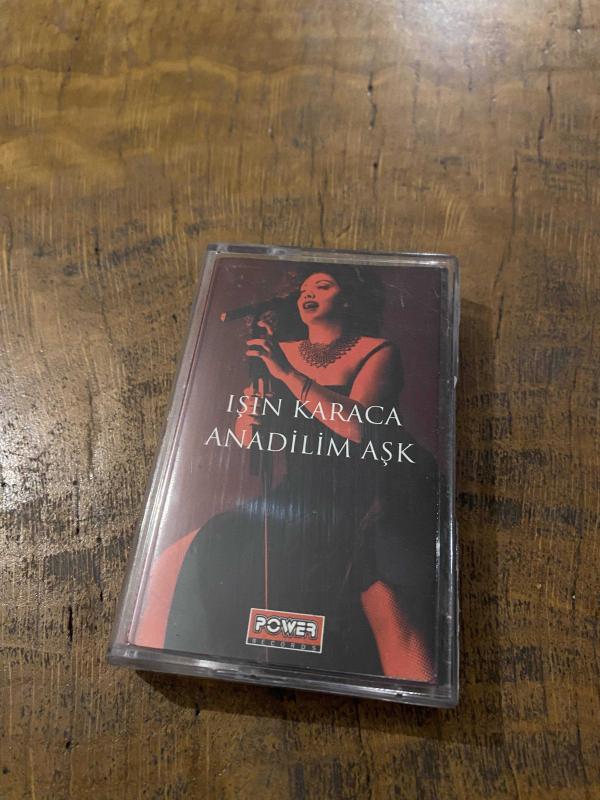 IŞIN KARACA
ANADİLİM AŞK
POWER
RECORDS